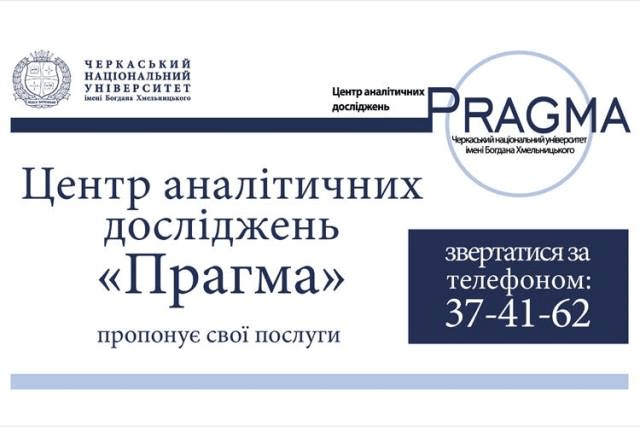 ЧЕРКАСЬКИЙ
НАЦІОНАЛЬНИЙ
УНІВЕРСИТЕТ
імені Богдана Хмельницького
Центр аналітичних
досліджень
PRAGMA
Черкаський національний університет
імені Богдана Хмельницького
Центр аналітичних
досліджень
«Прагма»
пропонує свої послуги
звертатися за
телефоном:
37-41-62